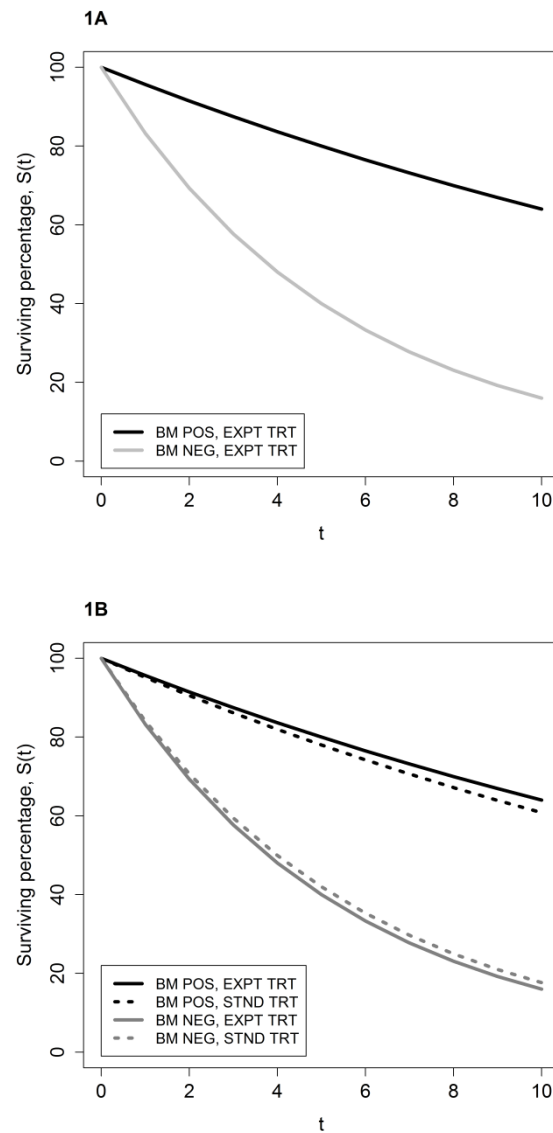 1A
100
80
60
40
20
0
Surviving percentage, S(t)
BM POS, EXPT TRT
BM NEG, EXPT TRT
0 2 4 6 8 10
t
1B
100
80
60
40
20
0
Surviving percentage, S(t)
BM POS, EXPT TRT
BM POS, STND TRT
BM NEG, EXPT TRT
BM NEG, STND TRT
0 2 4 6 8 10
t